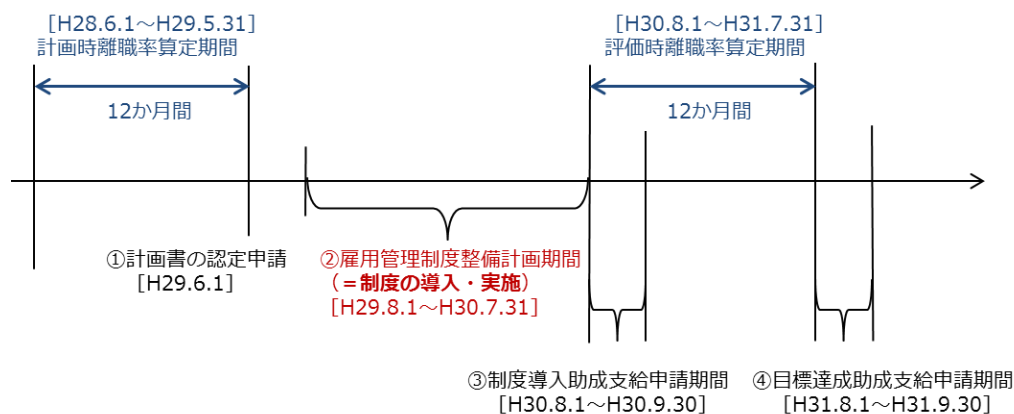 ［H28.6.1～H29.5.31］
計画時離職率算定期間
12か月間
［H30.8.1～H31.7.31］
評価時離職率算定期間
12か月間
①計画書の認定申請
［H29.6.1］
②雇用管理制度整備計画期間
（＝制度の導入・実施）
［H29.8.1～H30.7.31］
③制度導入助成支給申請期間
［H30.8.1～H30.9.30］
④目標達成助成支給申請期間
［H31.8.1～H31.9.30］